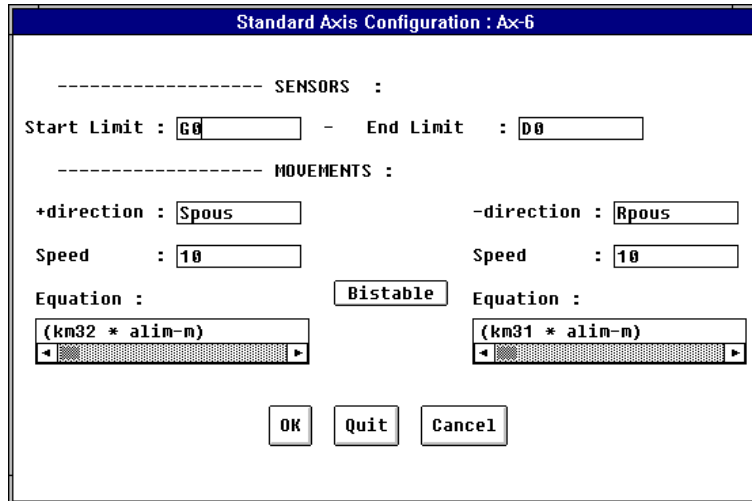 Standard Axis Configuration : Ax-6
------------------ SENSORS :
Start Limit : G0 - End Limit : D0
------------------ MOVEMENTS :
+direction : Spous -direction : Rpous
Speed : 10 Speed : 10
Equation : Bistable Equation :
(km32 * alim-m) (km31 * alim-m)
OK Quit Cancel